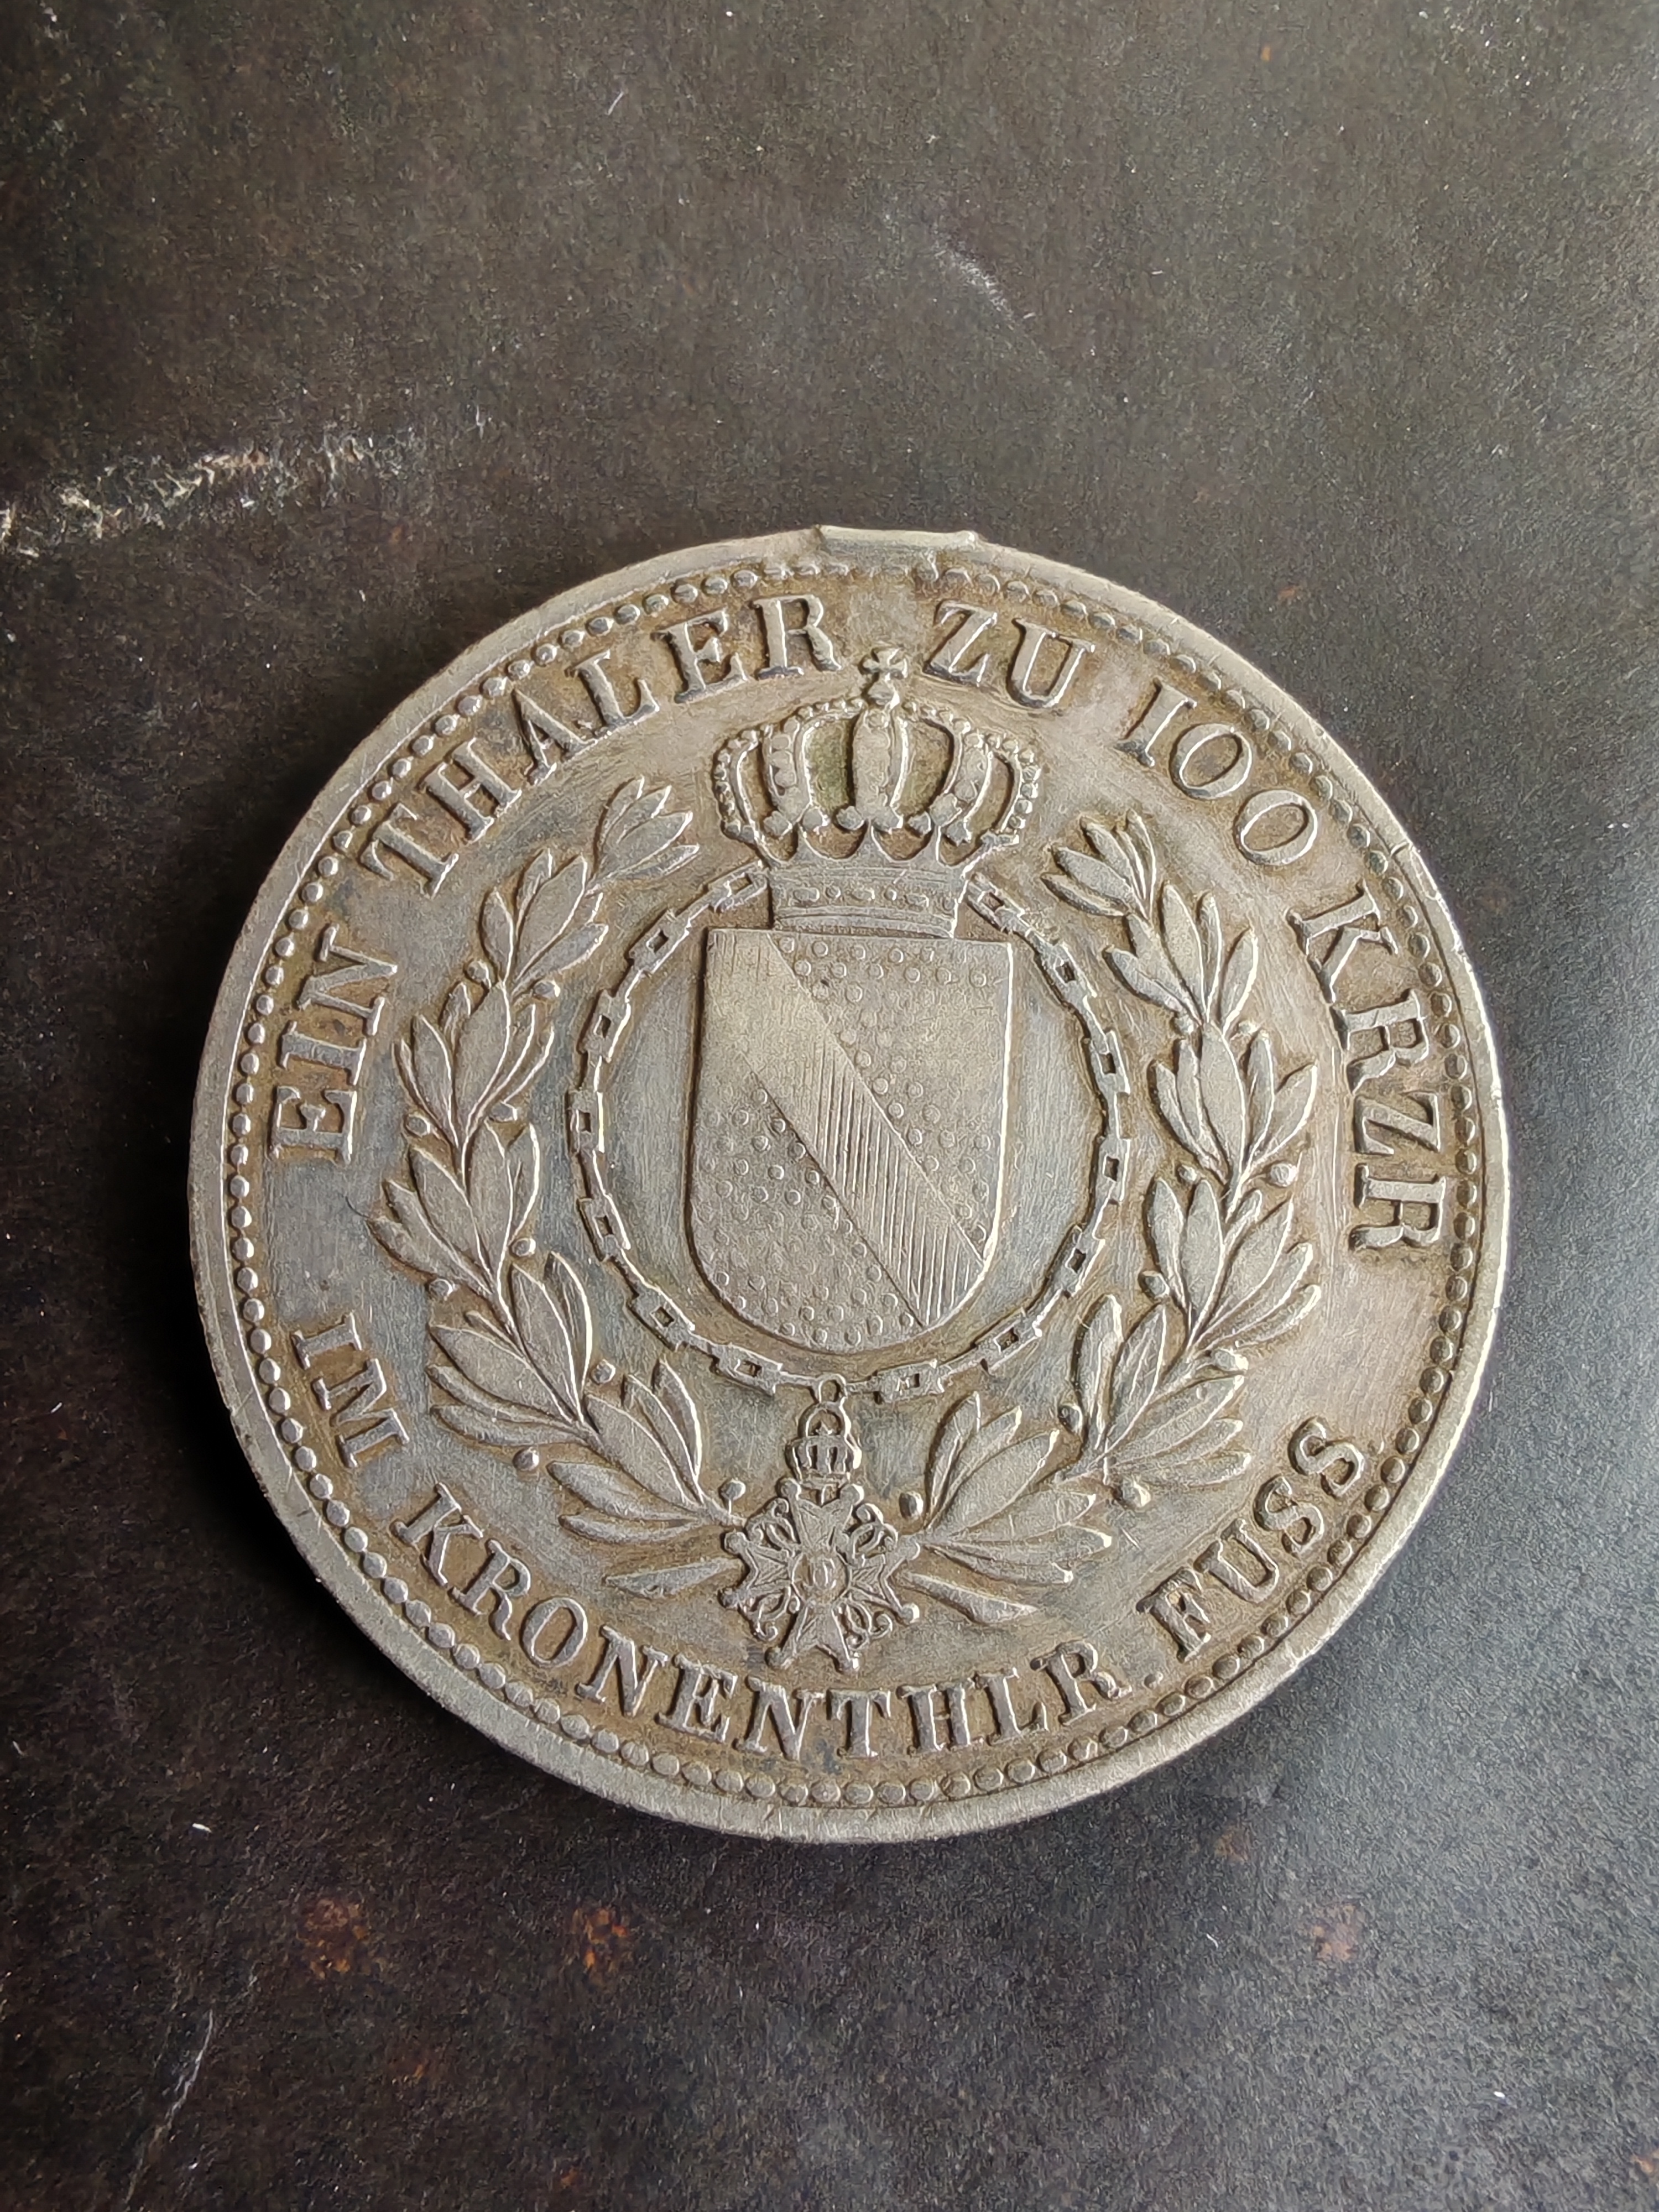 EIN THALER ZU 100 KRZR
IM KRONENTHLR. FUSS